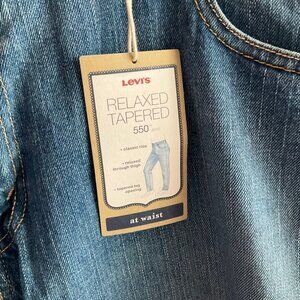 Levi's
RELAXED
TAPERED
550
• classic rise
• relaxed
through thigh
• tapered leg
opening
at waist